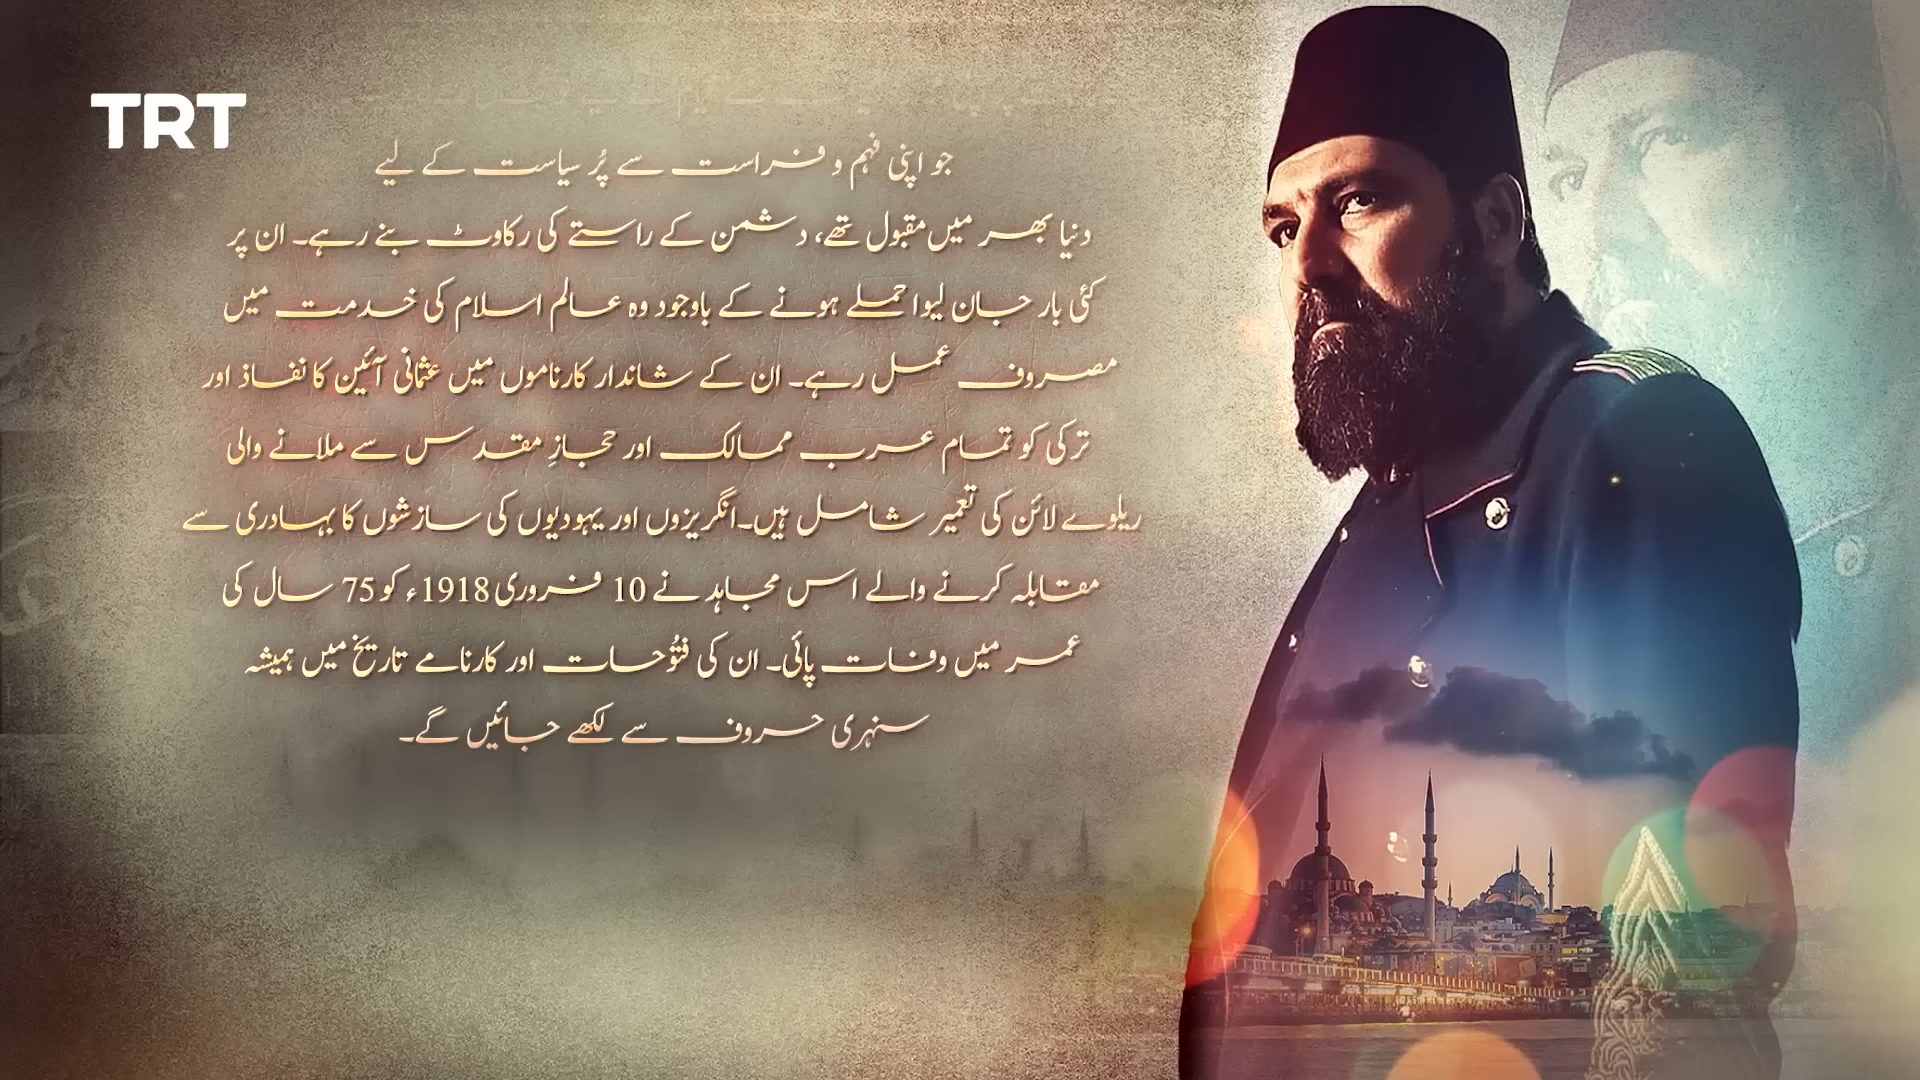 TRT
جو اپنی فہم و فراست سے پُر سیاست کے لیے
دنیا بھر میں مقبول تھے، دشمن کے راستے کی رکاوٹ بنے رہے۔ ان پر
کئی بار جان لیوا حملے ہونے کے باوجود وہ عالم اسلام کی خدمت میں
مصروف عمل رہے۔ ان کے شاندار کارناموں میں عثمانی آئین کا نفاذ اور
ترکی کو تمام عرب ممالک اور حجازِ مقدس سے ملانے والی
ریلوے لائن کی تعمیر شامل ہیں۔انگریزوں اور یہودیوں کی سازشوں کا بہادری سے
مقابلہ کرنے والے اس مجاہد نے 10 فروری 1918ء کو 75 سال کی
عمر میں وفات پائی۔ ان کی فتُوحات اور کارنامے تاریخ میں ہمیشہ
سنہری حروف سے لکھے جائیں گے۔